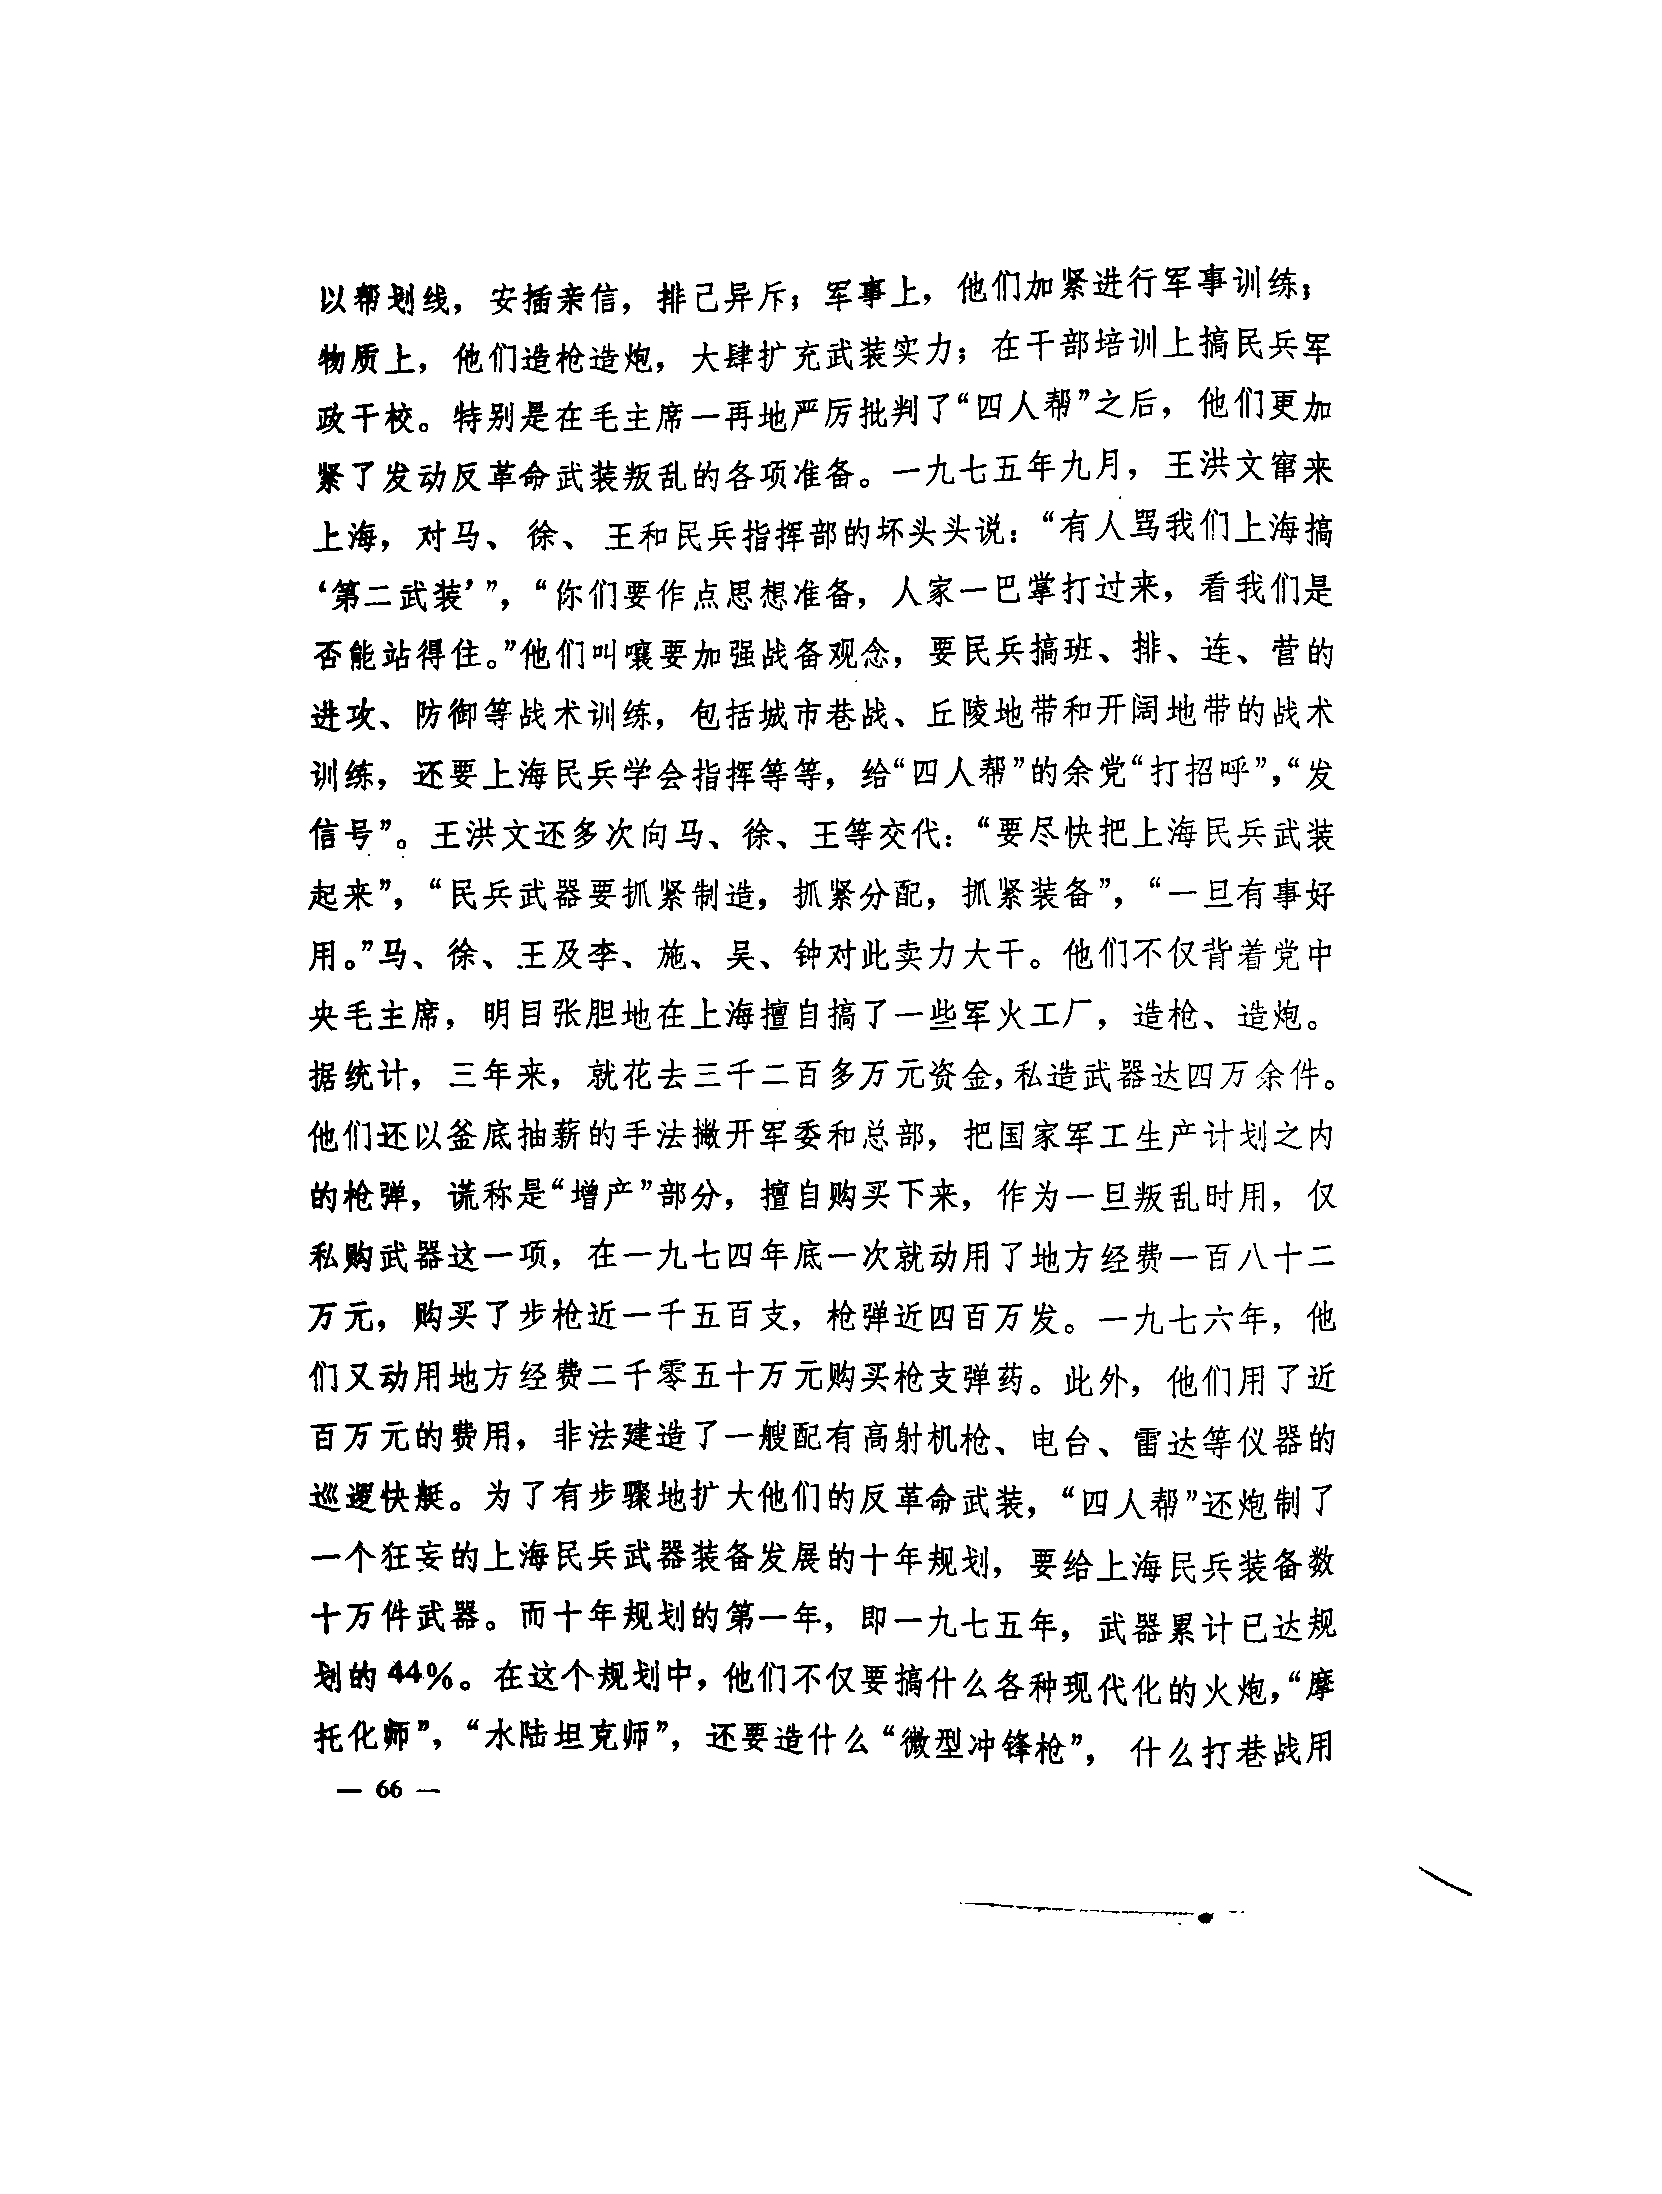 以帮划线，安插亲信，排己异斥；军事上，他们加紧进行军事训练；
物质上，他们造枪造炮，大肆扩充武装实力；在干部培训上搞民兵军
政干校。特别是在毛主席一再地严厉批判了“四人帮”之后，他们更加
紧了发动反革命武装叛乱的各项准备。一九七五年九月，王洪文窜来
上海，对马、徐、王和民兵指挥部的坏头头说：“有人骂我们上海搞
‘第二武装’”，“你们要作点思想准备，人家一巴掌打过来，看我们是
否能站得住。”他们叫嚷要加强战备观念，要民兵搞班、排、连、营的
进攻、防御等战术训练，包括城市巷战、丘陵地带和开阔地带的战术
训练，还要上海民兵学会指挥等等，给“四人帮”的余党“打招呼”，“发
信号”。王洪文还多次向马、徐、王等交代：“要尽快把上海民兵武装
起来”，“民兵武器要抓紧制造，抓紧分配，抓紧装备”，“一旦有事好
用。”马、徐、王及李、施、吴、钟对此卖力大干。他们不仅背着党中
央毛主席，明目张胆地在上海擅自搞了一些军火工厂，造枪、造炮。
据统计，三年来，就花去三千二百多万元资金，私造武器达四万余件。
他们还以釜底抽薪的手法撇开军委和总部，把国家军工生产计划之内
的枪弹，谎称是“增产”部分，擅自购买下来，作为一旦叛乱时用，仅
私购武器这一项，在一九七四年底一次就动用了地方经费一百八十二
万元，购买了步枪近一千五百支，枪弹近四百万发。一九七六年，他
们又动用地方经费二千零五十万元购买枪支弹药。此外，他们用了近
百万元的费用，非法建造了一艘配有高射机枪、电台、雷达等仪器的
巡逻快艇。为了有步骤地扩大他们的反革命武装，“四人帮”还炮制了
一个狂妄的上海民兵武器装备发展的十年规划，要给上海民兵装备数
十万件武器。而十年规划的第一年，即一九七五年，武器累计已达规
划的44%。在这个规划中，他们不仅要搞什么各种现代化的火炮，“摩
托化师”，“水陆坦克师”，还要造什么“微型冲锋枪”，什么打巷战用
— 66 —